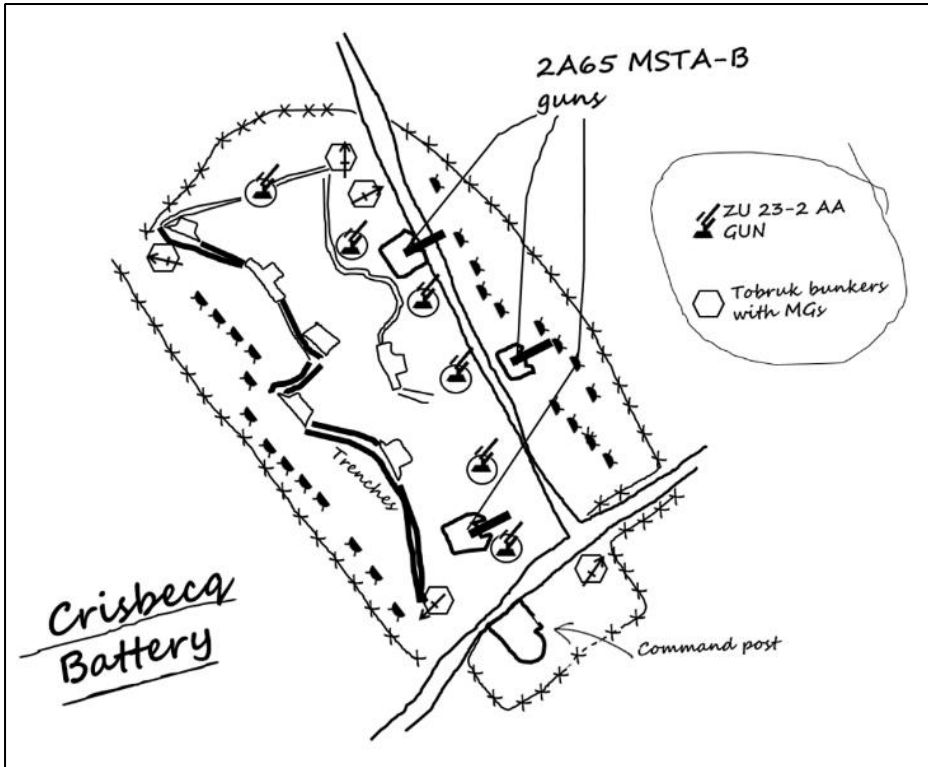 2A65 MSTA-B
guns
ZU 23-2 AA
GUN
Tobruk bunkers
with MGs
Trenches
Crisbecq
Battery
Command post